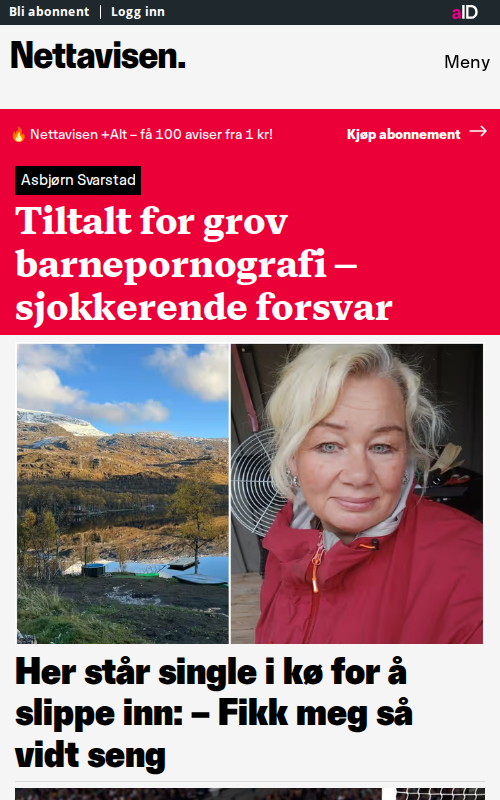 Bli abonnent | Logg inn
aID
Nettavisen.
Meny
🔥 Nettavisen +Alt – få 100 aviser fra 1 kr!
Kjøp abonnement →
Asbjørn Svarstad
Tiltalt for grov
barnepornografi –
sjokkerende forsvar
Her står single i kø for å
slippe inn: – Fikk meg så
vidt seng